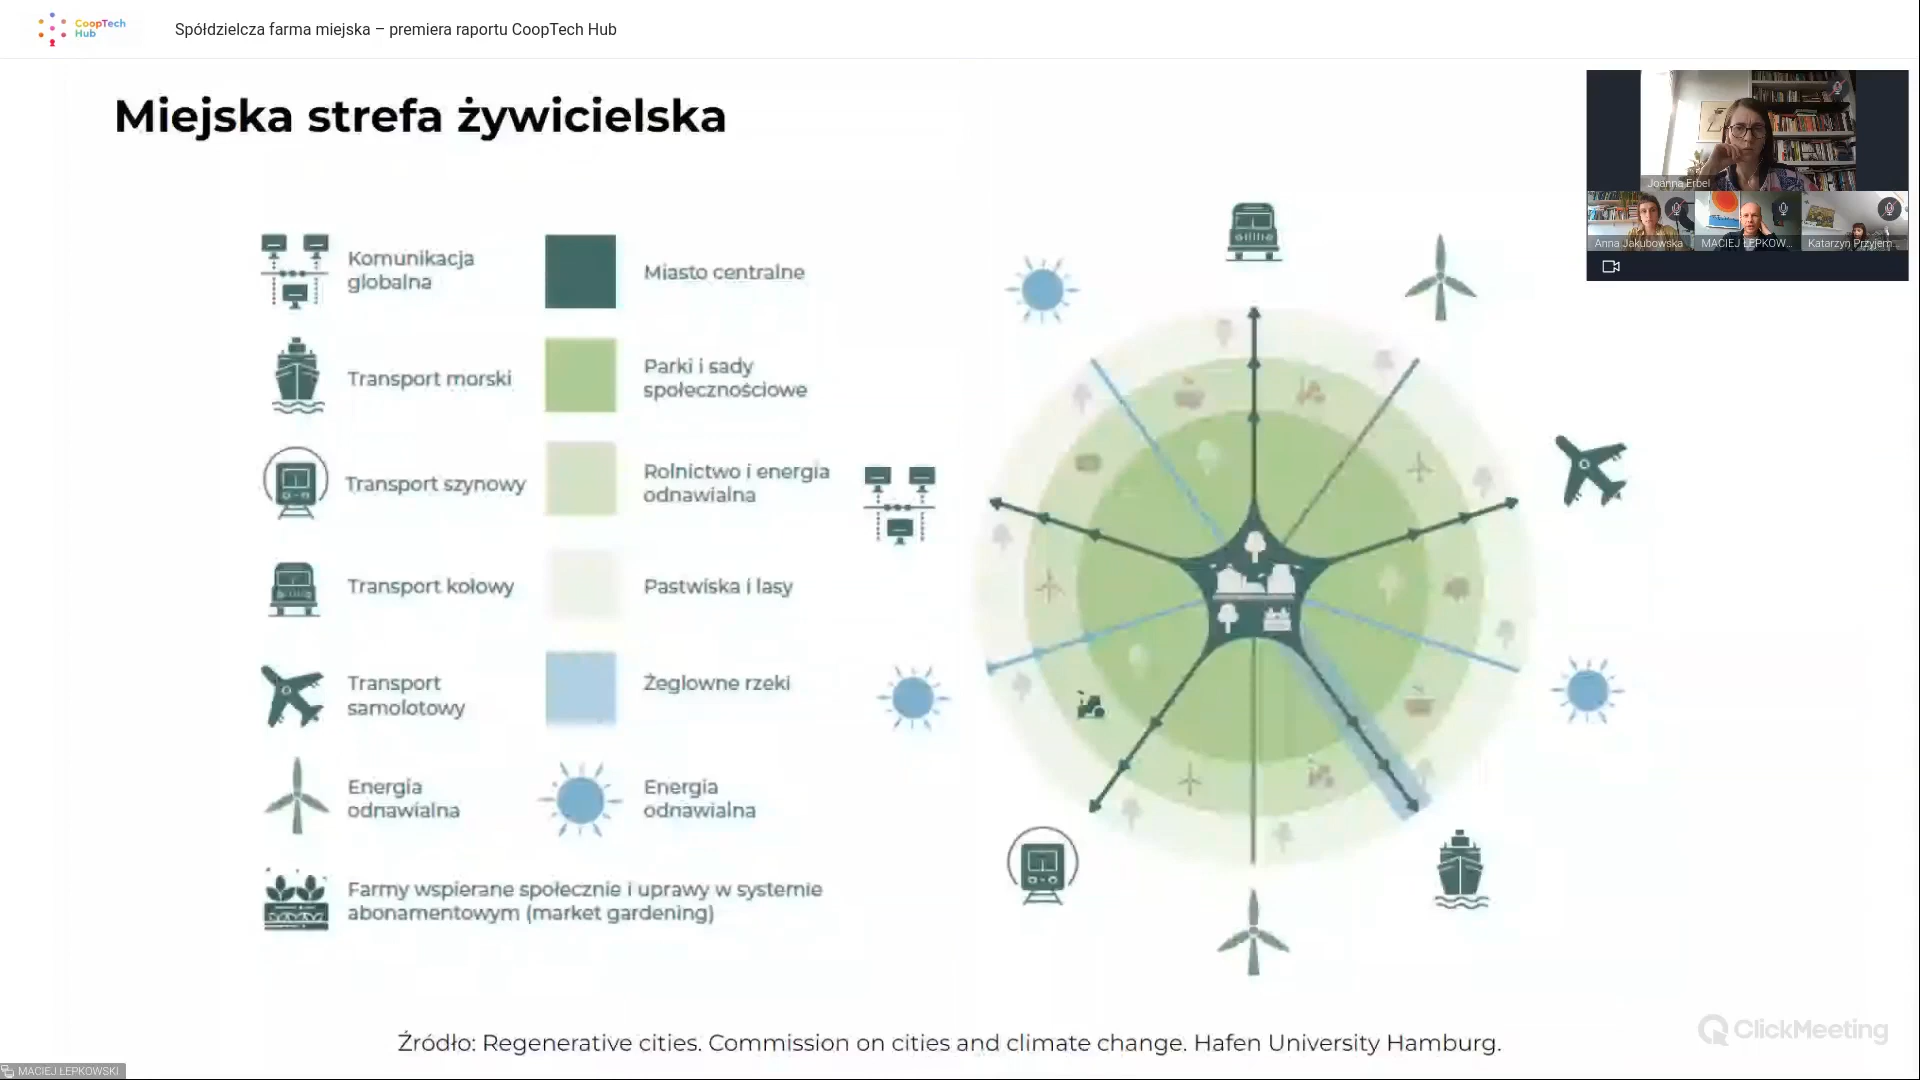 CoopTech
Hub
Spółdzielcza farma miejska – premiera raportu CoopTech Hub
Miejska strefa żywicielska
Joanna Erbel
Anna Jakubowska
MACIEJ ŁEPKOW...
Katarzyn Przyjem...
Komunikacja
globalna
Miasto centralne
Transport morski
Parki i sady
społecznościowe
Transport szynowy
Rolnictwo i energia
odnawialna
Transport kołowy
Pastwiska i lasy
Transport
samolotowy
Żeglowne rzeki
Energia
odnawialna
Energia
odnawialna
Farmy wspierane społecznie i uprawy w systemie
abonamentowym (market gardening)
Źródło: Regenerative cities. Commission on cities and climate change. Hafen University Hamburg.
ClickMeeting
MACIEJ ŁEPKOWSKI